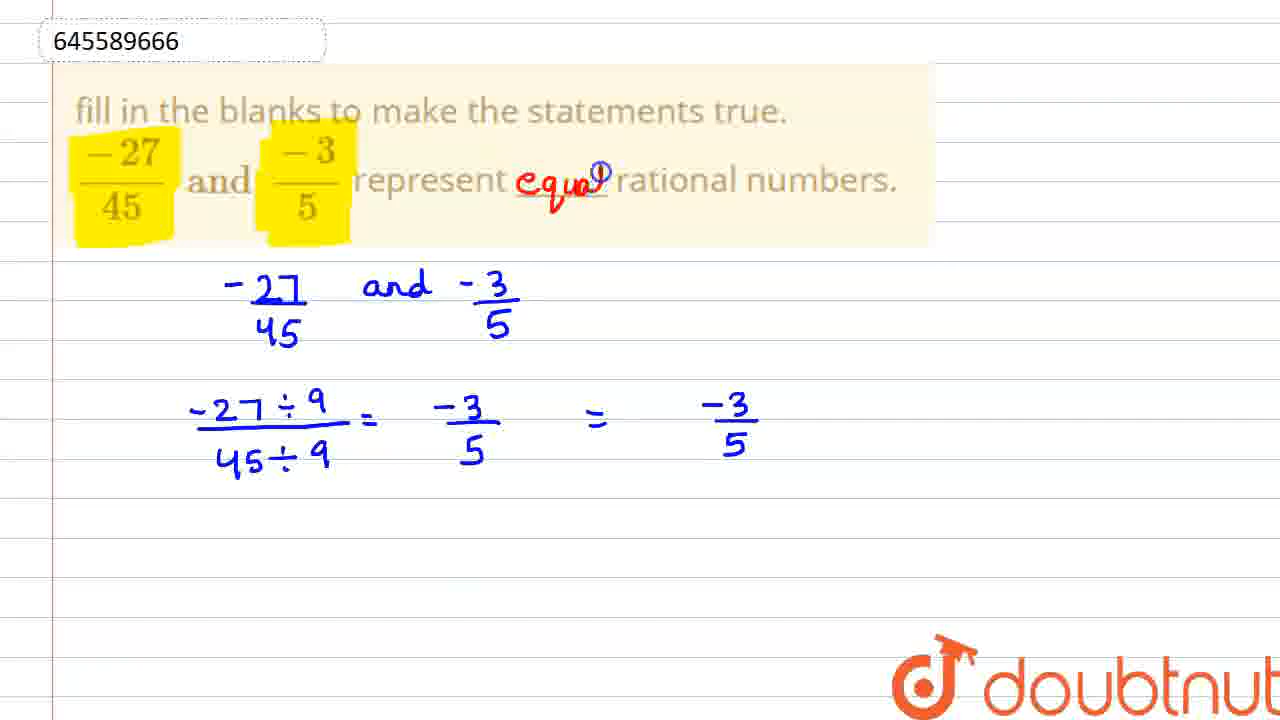 645589666
fill in the blanks to make the statements true.
-27/45 and -3/5 represent equal rational numbers.
-27/45 and -3/5
-27÷9/45÷9 = -3/5 = -3/5
doubtnut